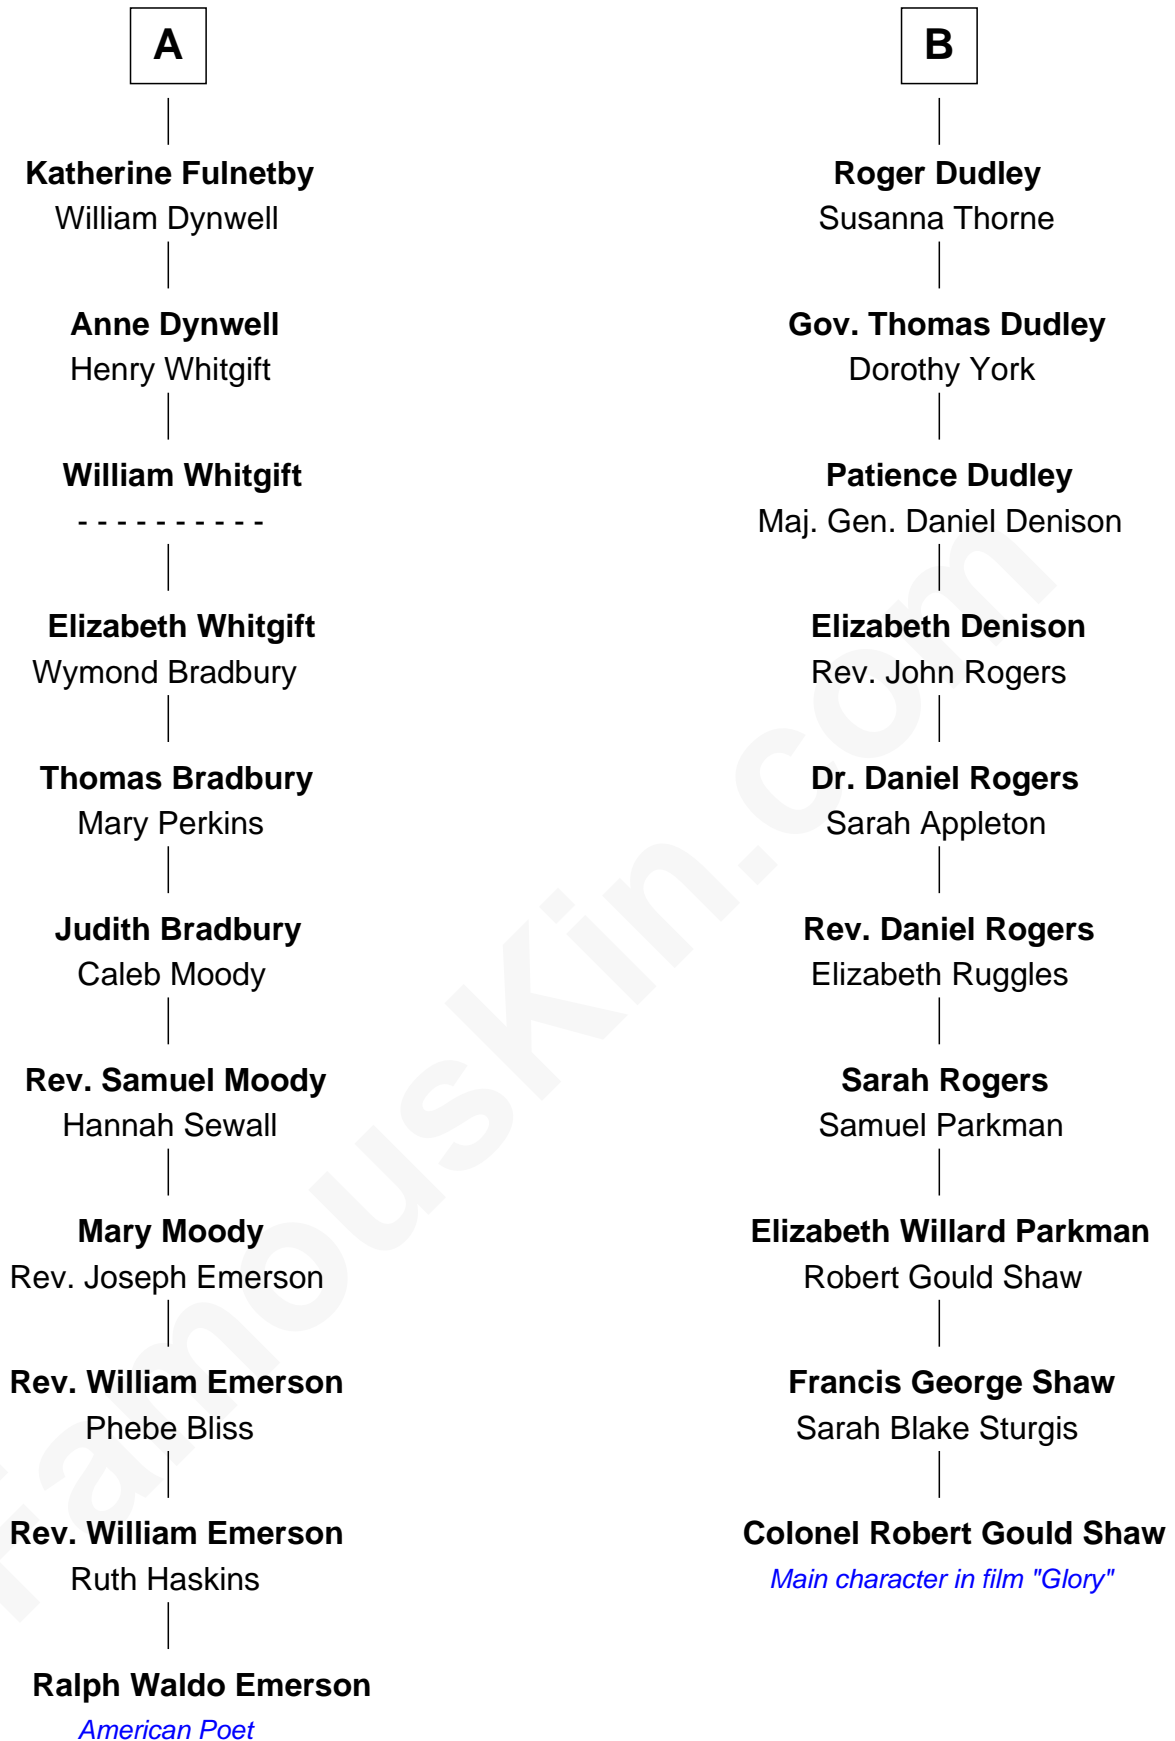 A
Katherine Fulnetby
William Dynwell
Anne Dynwell
Henry Whitgift
William Whitgift
- - - - - - - - - -
Elizabeth Whitgift
Wymond Bradbury
Thomas Bradbury
Mary Perkins
Judith Bradbury
Caleb Moody
Rev. Samuel Moody
Hannah Sewall
Mary Moody
Rev. Joseph Emerson
Rev. William Emerson
Phebe Bliss
Rev. William Emerson
Ruth Haskins
Ralph Waldo Emerson
American Poet
B
Roger Dudley
Susanna Thorne
Gov. Thomas Dudley
Dorothy York
Patience Dudley
Maj. Gen. Daniel Denison
Elizabeth Denison
Rev. John Rogers
Dr. Daniel Rogers
Sarah Appleton
Rev. Daniel Rogers
Elizabeth Ruggles
Sarah Rogers
Samuel Parkman
Elizabeth Willard Parkman
Robert Gould Shaw
Francis George Shaw
Sarah Blake Sturgis
Colonel Robert Gould Shaw
Main character in film "Glory"
FamousKin.com